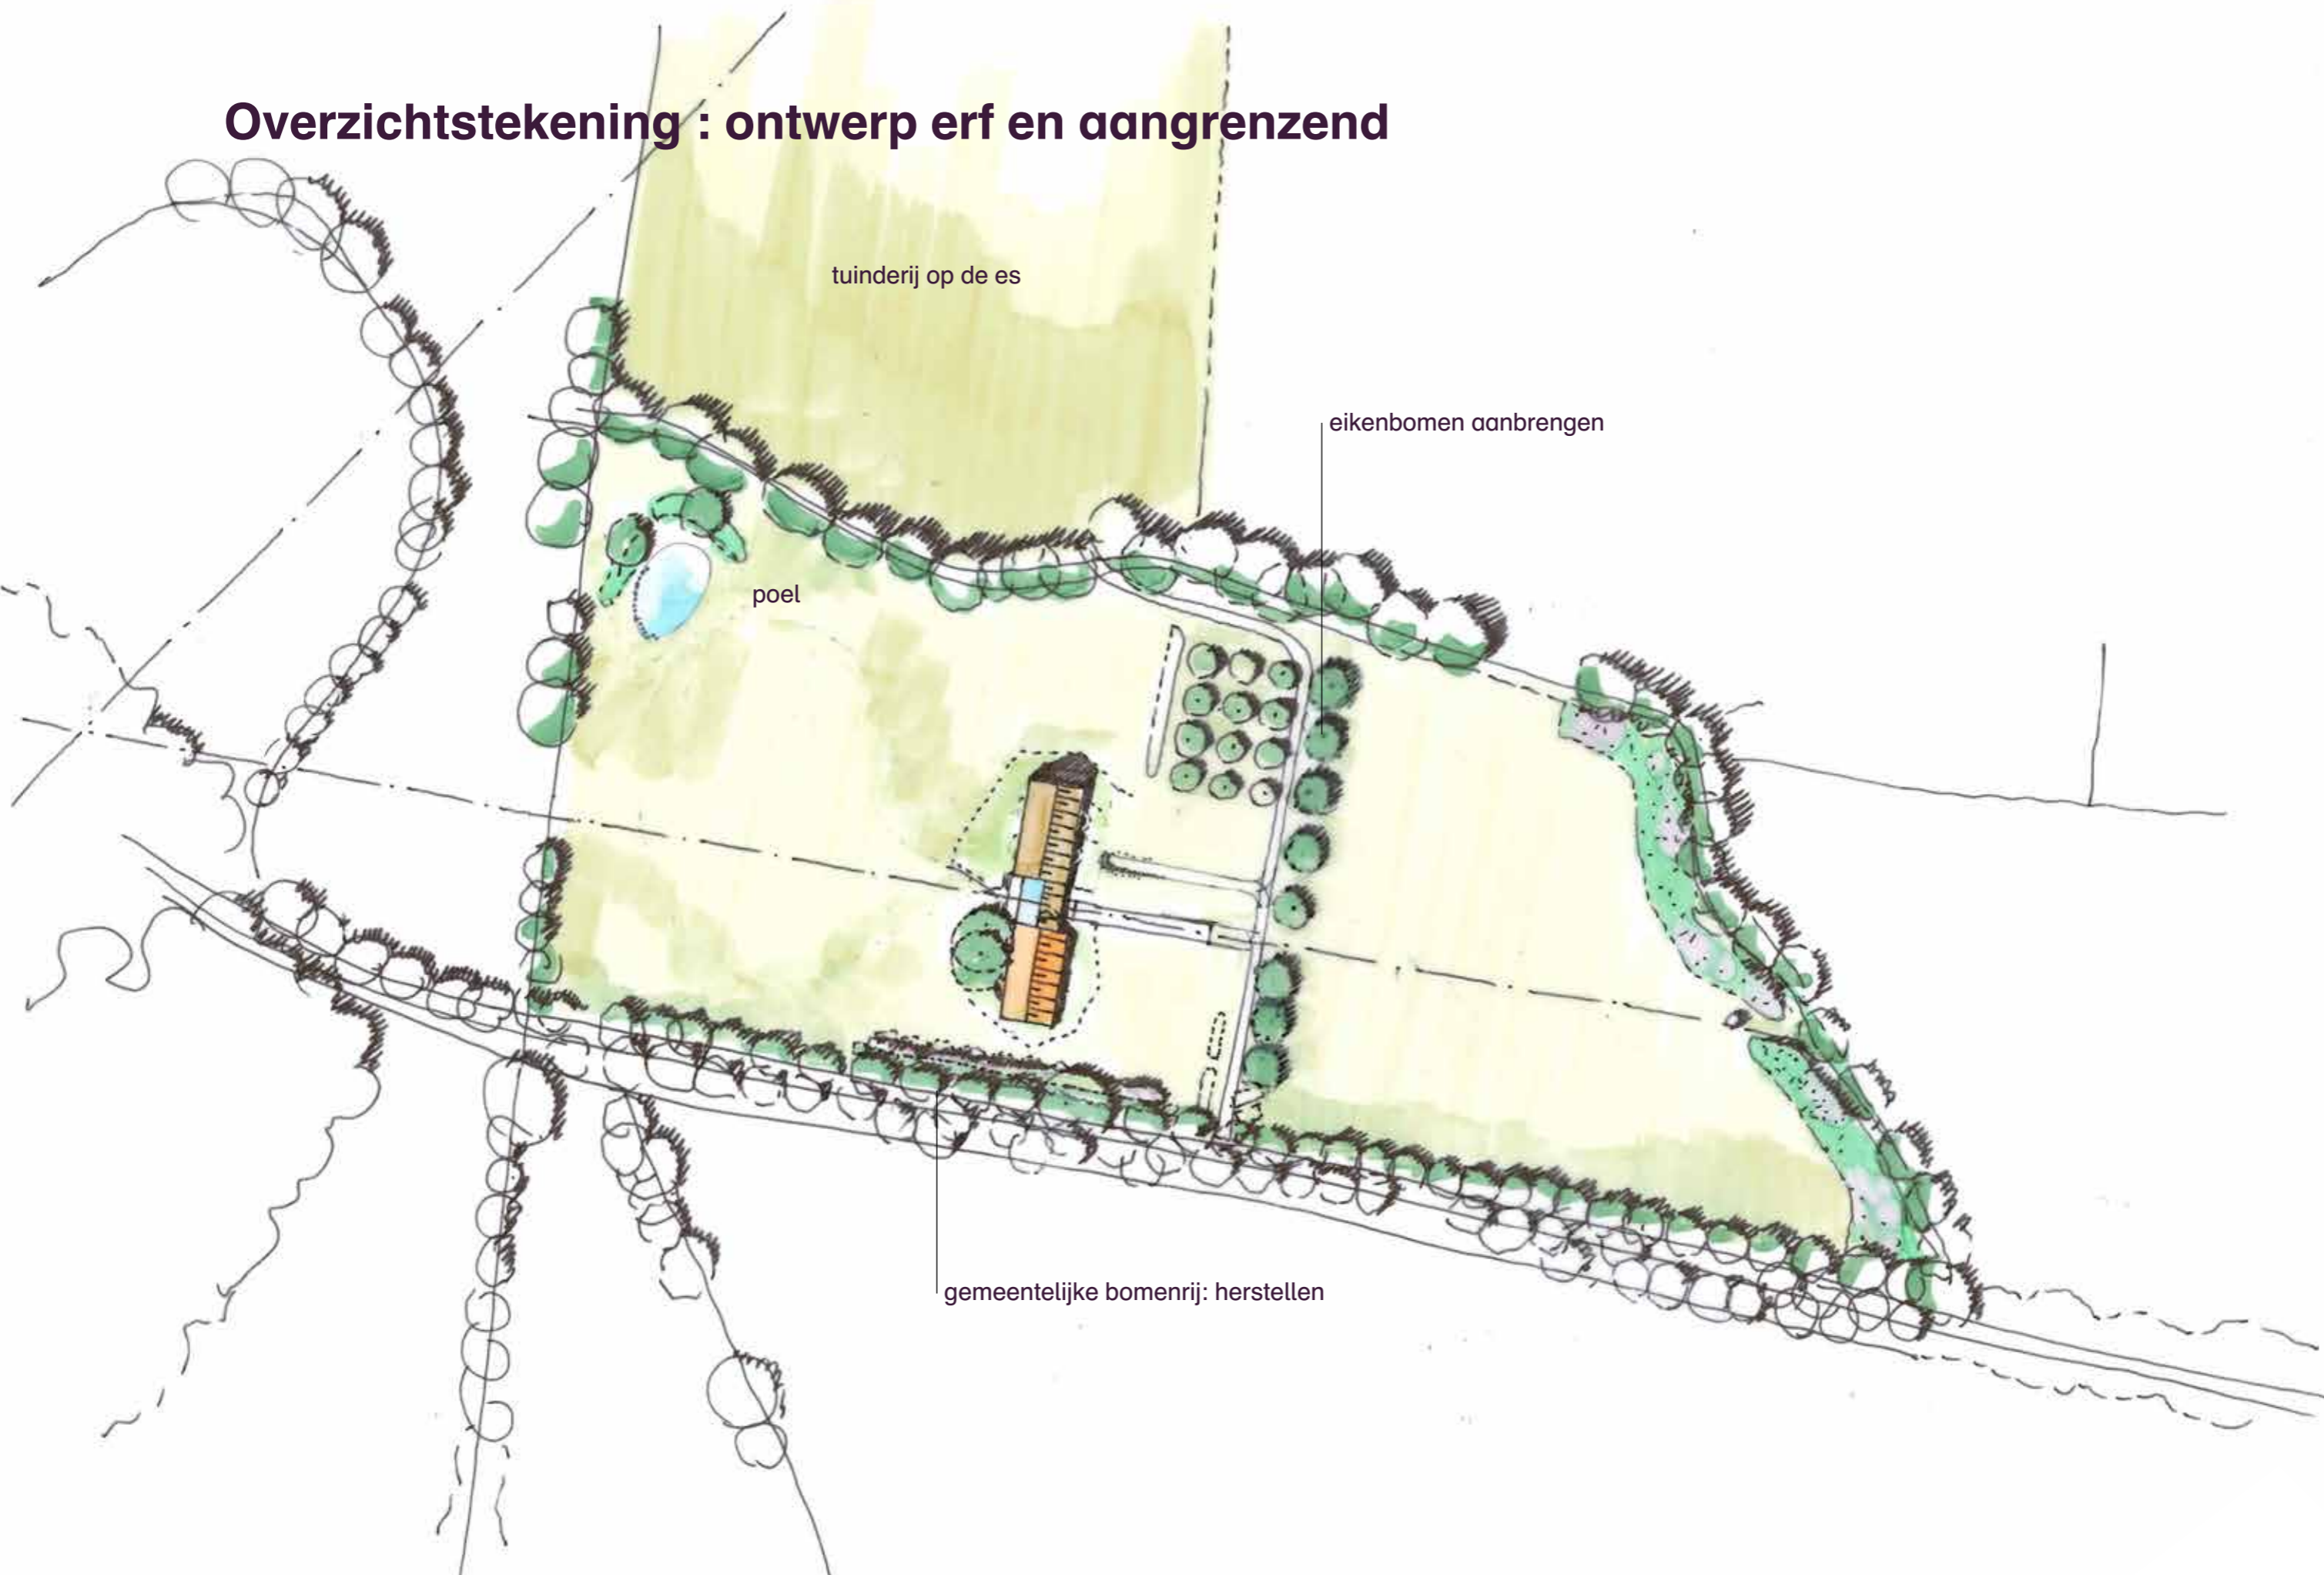 Overzichtstekening : ontwerp erf en aangrenzend
tuinderij op de es
eikenbomen aanbrengen
poel
gemeentelijke bomenrij: herstellen